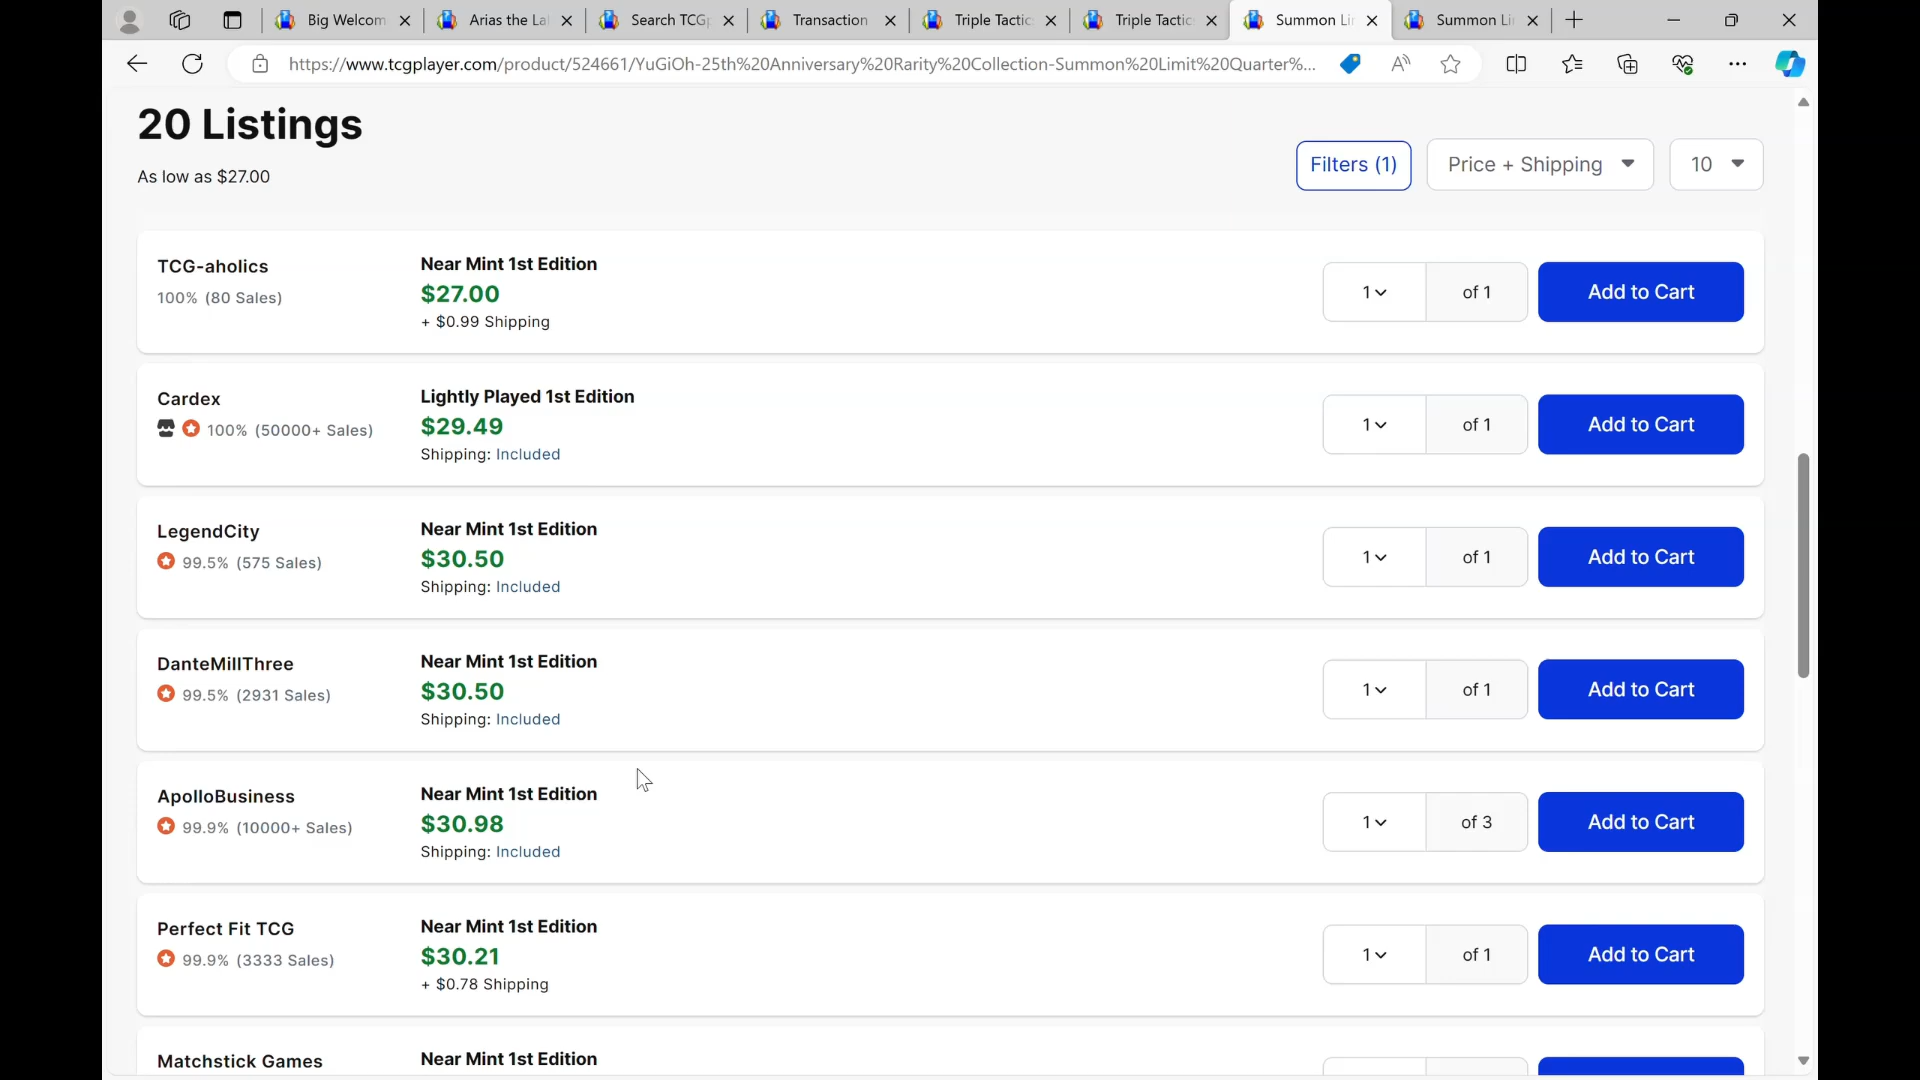 Big Welcom
Arias the La
Search TCG
Transaction
Triple Tactic
Triple Tactic
Summon Li
Summon Li
https://www.tcgplayer.com/product/524661/YuGiOh-25th%20Anniversary%20Rarity%20Collection-Summon%20Limit%20Quarter%...
20 Listings
As low as $27.00
Filters (1)
Price + Shipping
10
TCG-aholics
100% (80 Sales)
Near Mint 1st Edition
$27.00
+ $0.99 Shipping
1
of 1
Add to Cart
Cardex
100% (50000+ Sales)
Lightly Played 1st Edition
$29.49
Shipping: Included
1
of 1
Add to Cart
LegendCity
99.5% (575 Sales)
Near Mint 1st Edition
$30.50
Shipping: Included
1
of 1
Add to Cart
DanteMillThree
99.5% (2931 Sales)
Near Mint 1st Edition
$30.50
Shipping: Included
1
of 1
Add to Cart
ApolloBusiness
99.9% (10000+ Sales)
Near Mint 1st Edition
$30.98
Shipping: Included
1
of 3
Add to Cart
Perfect Fit TCG
99.9% (3333 Sales)
Near Mint 1st Edition
$30.21
+ $0.78 Shipping
1
of 1
Add to Cart
Matchstick Games
Near Mint 1st Edition